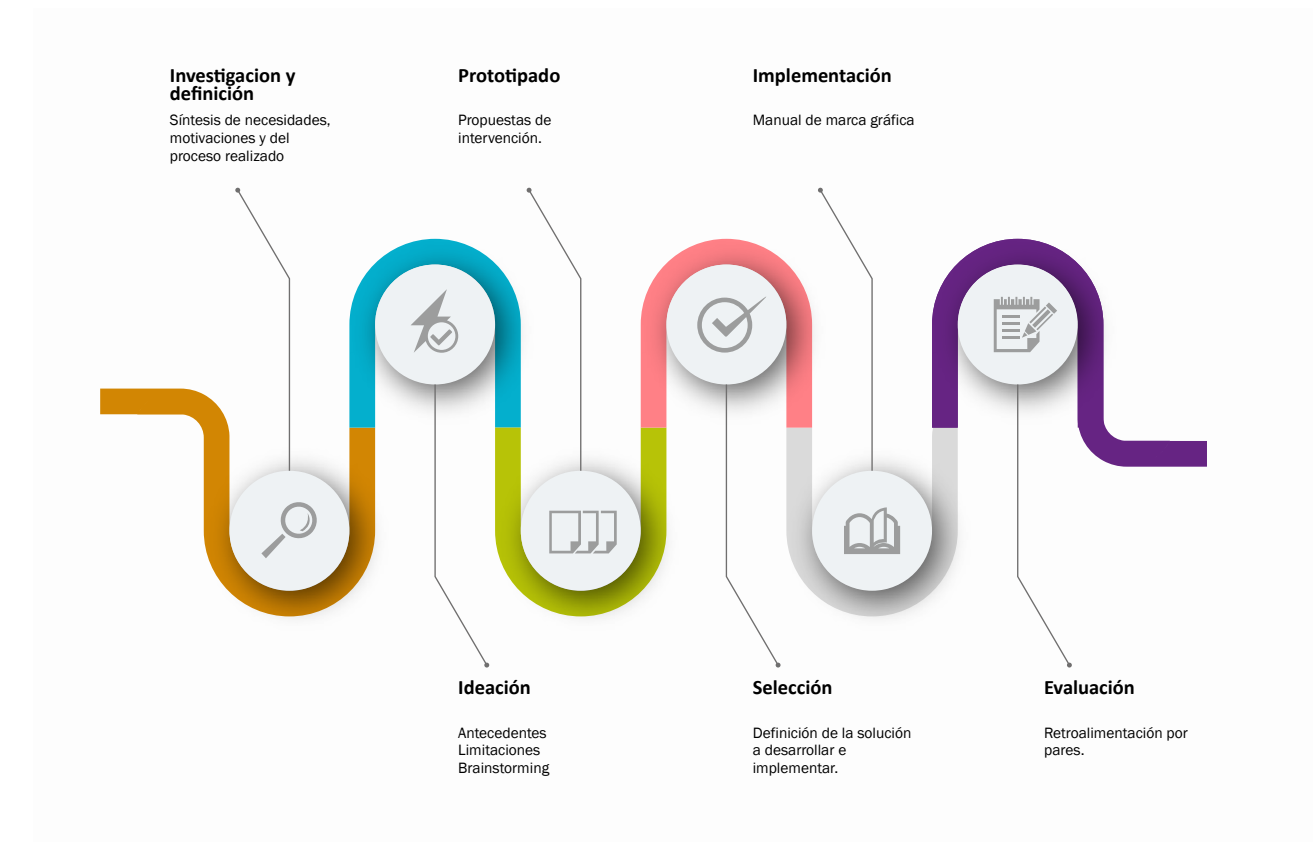 Investigacion y
definición
Síntesis de necesidades,
motivaciones y del
proceso realizado
Prototipado
Propuestas de
intervención.
Implementación
Manual de marca gráfica
Ideación
Antecedentes
Limitaciones
Brainstorming
Selección
Definición de la solución
a desarrollar e
implementar.
Evaluación
Retroalimentación por
pares.